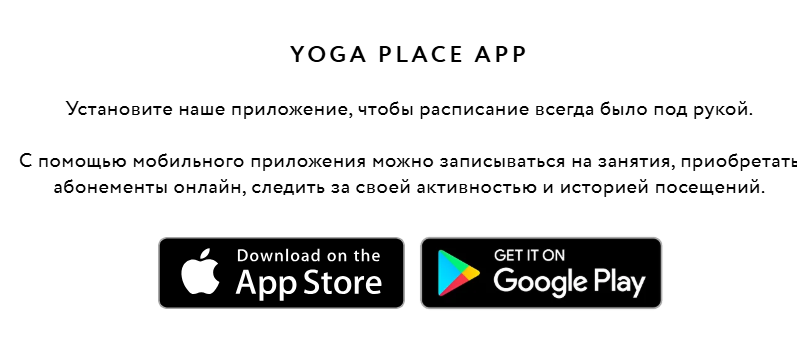 YOGA PLACE APP
Установите наше приложение, чтобы расписание всегда было под рукой.
С помощью мобильного приложения можно записываться на занятия, приобретать
абонементы онлайн, следить за своей активностью и историей посещений.
Download on the
App Store
GET IT ON
Google Play